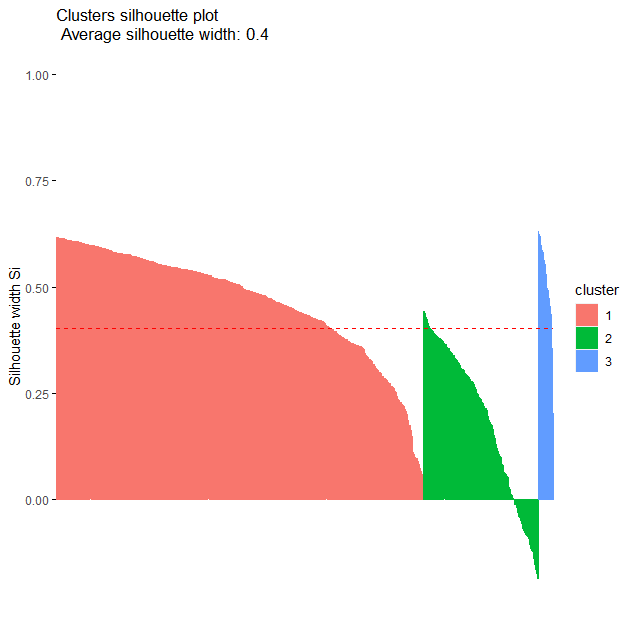 Clusters silhouette plot
Average silhouette width: 0.4
1.00
0.75
0.50
0.25
0.00
Silhouette width Si
cluster
1
2
3